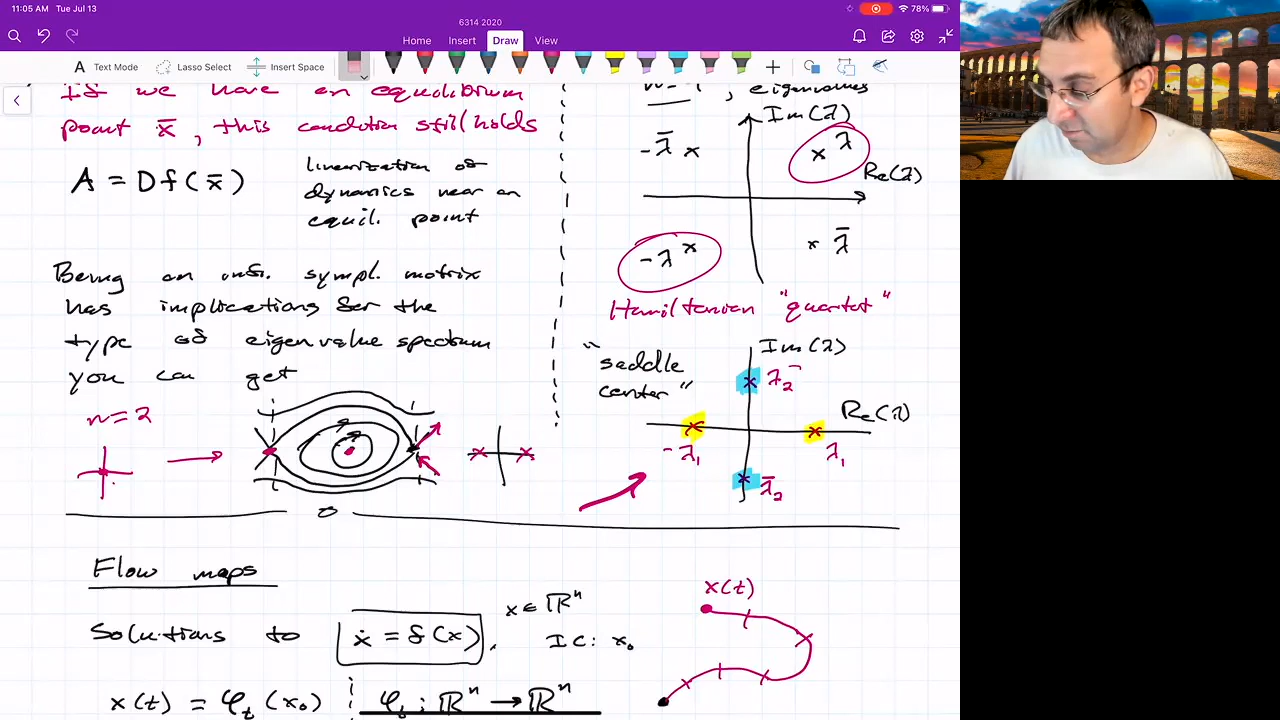 11:05 AM Tue Jul 13
78%
6314 2020
Home Insert Draw View
Text Mode Lasso Select Insert Space
If we have an equilibrium
point x̄, this condition still holds
A = Df(x̄)
linearization of
dynamics near an
equil. point
Being an inf. sympl. matrix
has implications for the
type of eigenvalue spectrum
you can get
n=2
θ
, eigenvalues
Im(λ)
-λ̄ x
x λ
Re(λ)
-λ x
x λ̄
Hamiltonian "quartet"
"saddle
center"
Im(λ)
λ₂
Re(λ)
-λ₁
λ₁
λ̄₂
Flow maps
Solutions to ẋ = f(x), x ∈ ℝⁿ
IC: x₀
x(t)
x(t) = φₜ(x₀)
φₜ : ℝⁿ → ℝⁿ